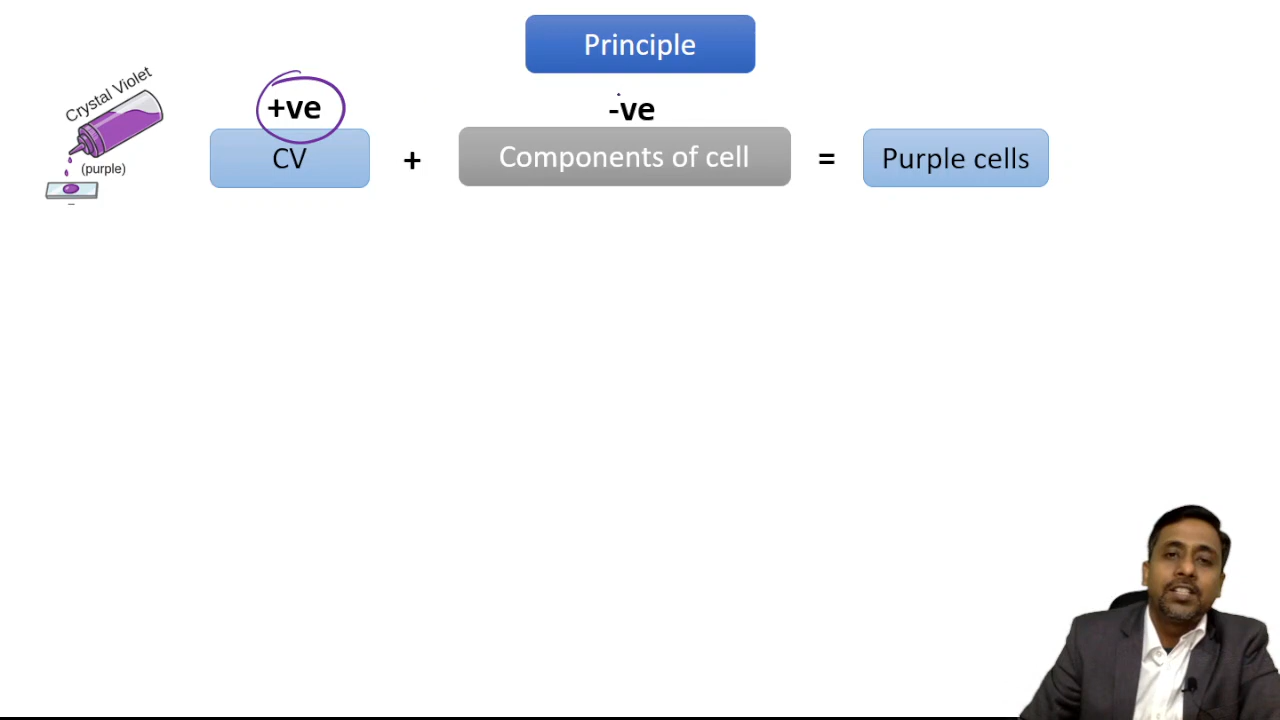 Principle
Crystal Violet
(purple)
+ve
-ve
CV
+
Components of cell
=
Purple cells